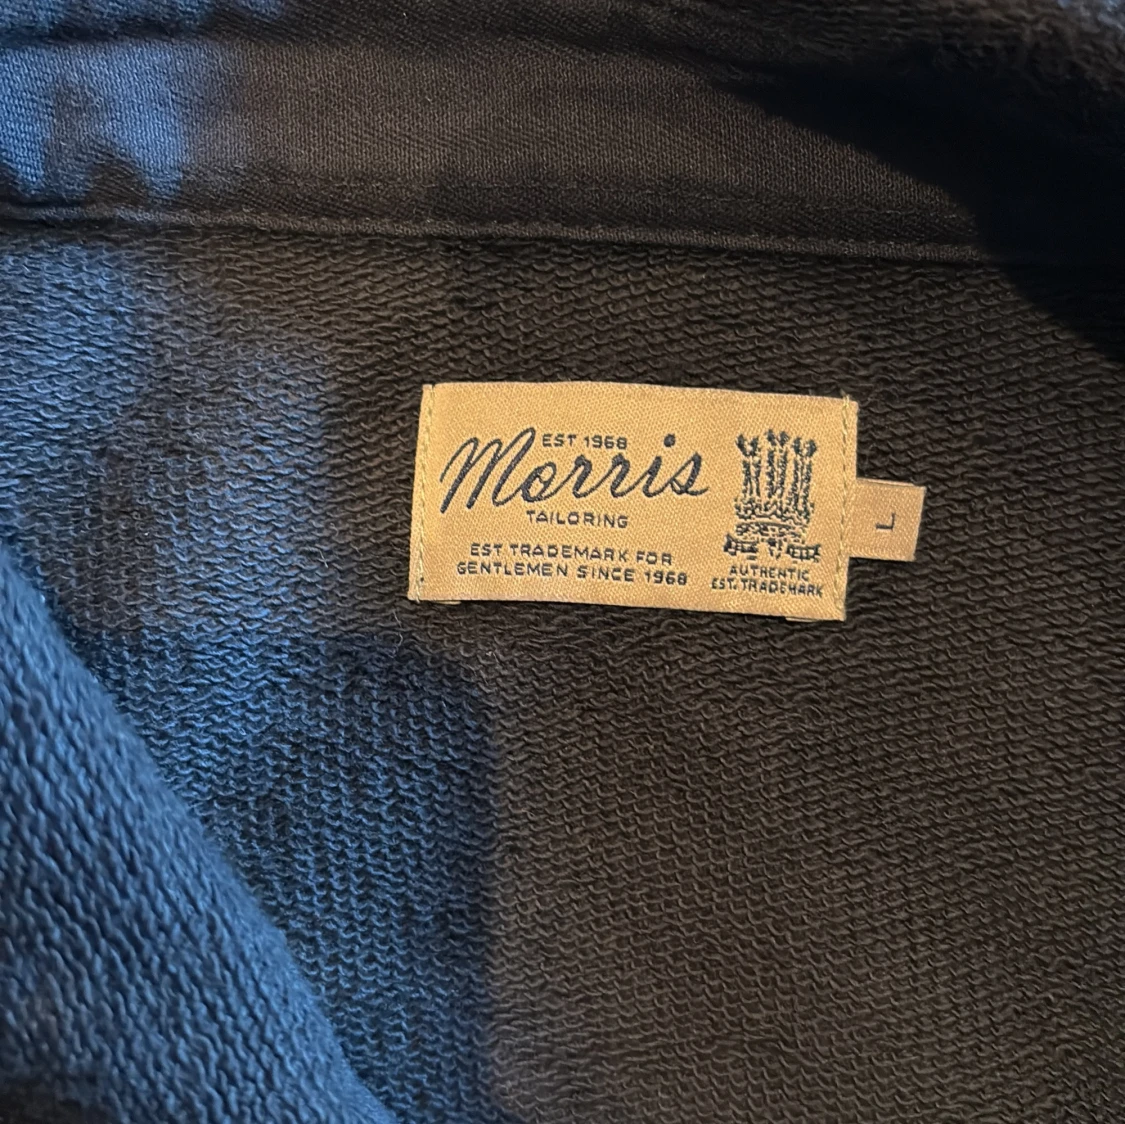 EST 1968
Morris
TAILORING
EST TRADEMARK FOR
GENTLEMEN SINCE 1968
AUTHENTIC
EST. TRADEMARK
L